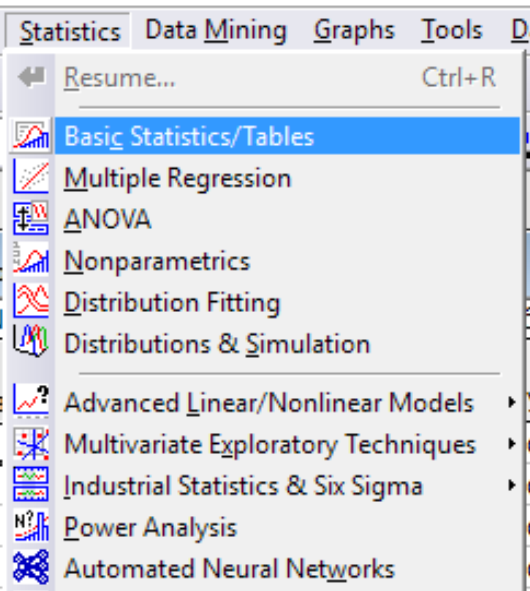 Statistics Data Mining Graphs Tools D
Resume... Ctrl+R
Basic Statistics/Tables
Multiple Regression
ANOVA
Nonparametrics
Distribution Fitting
Distributions & Simulation
Advanced Linear/Nonlinear Models
Multivariate Exploratory Techniques
Industrial Statistics & Six Sigma
Power Analysis
Automated Neural Networks